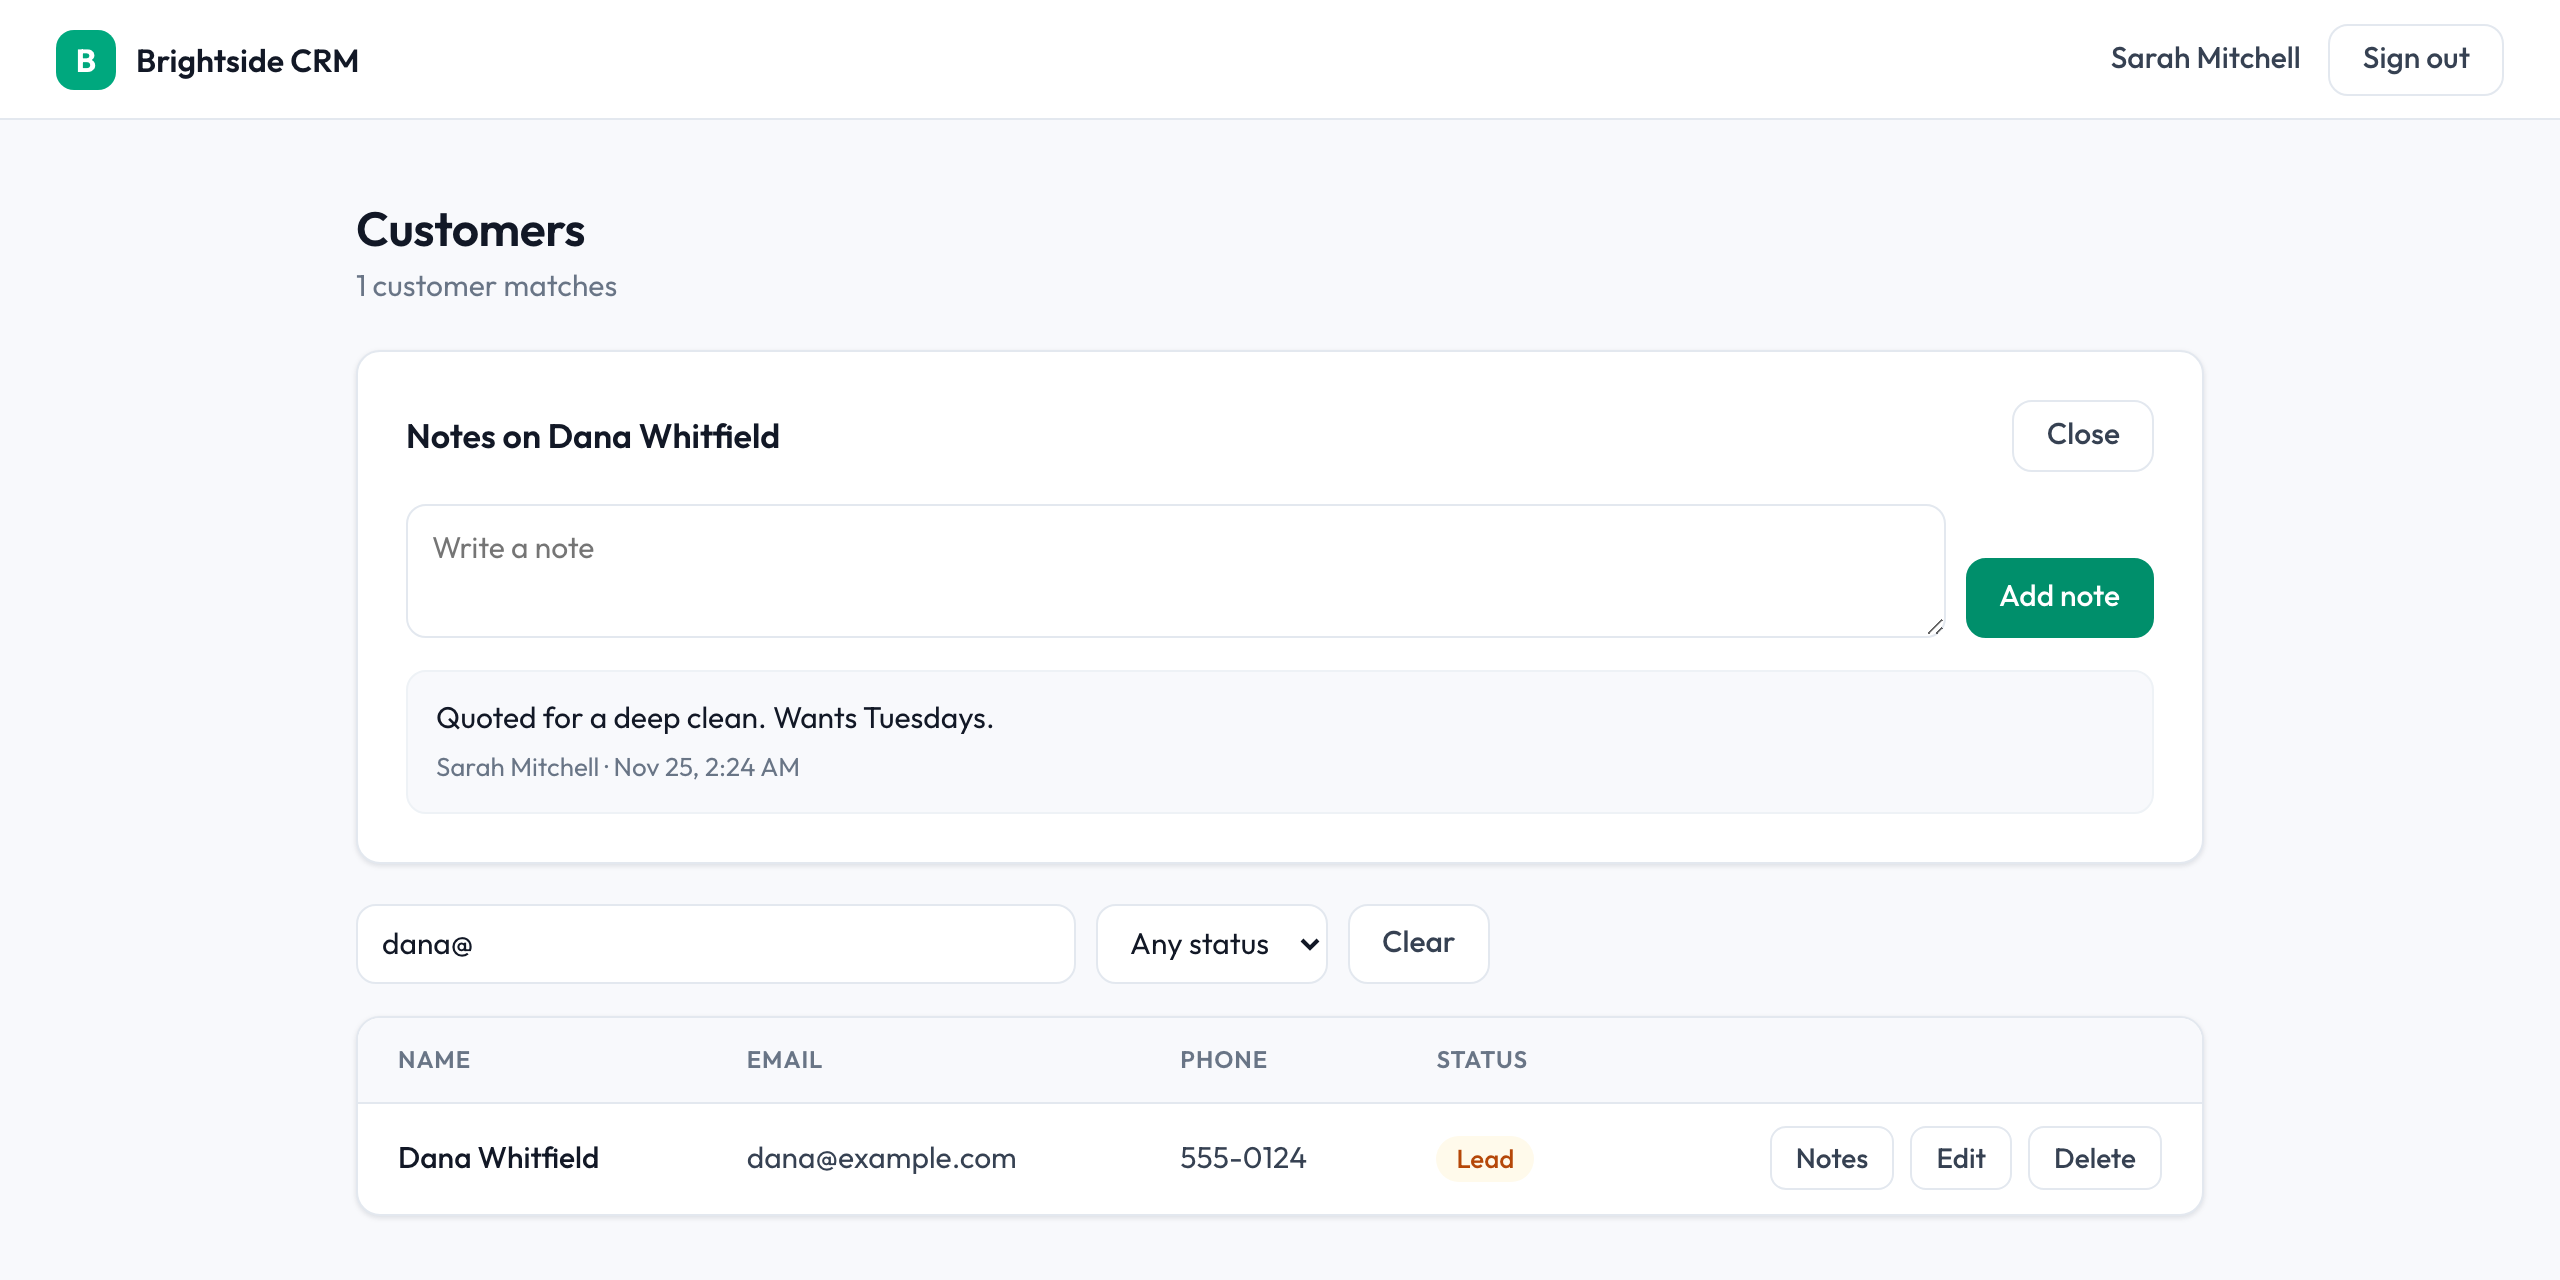 B Brightside CRM Sarah Mitchell Sign out
Customers
1 customer matches
Notes on Dana Whitfield Close
Write a note
Add note
Quoted for a deep clean. Wants Tuesdays.
Sarah Mitchell · Nov 25, 2:24 AM
dana@ Any status Clear
NAME EMAIL PHONE STATUS
Dana Whitfield dana@example.com 555-0124 Lead Notes Edit Delete